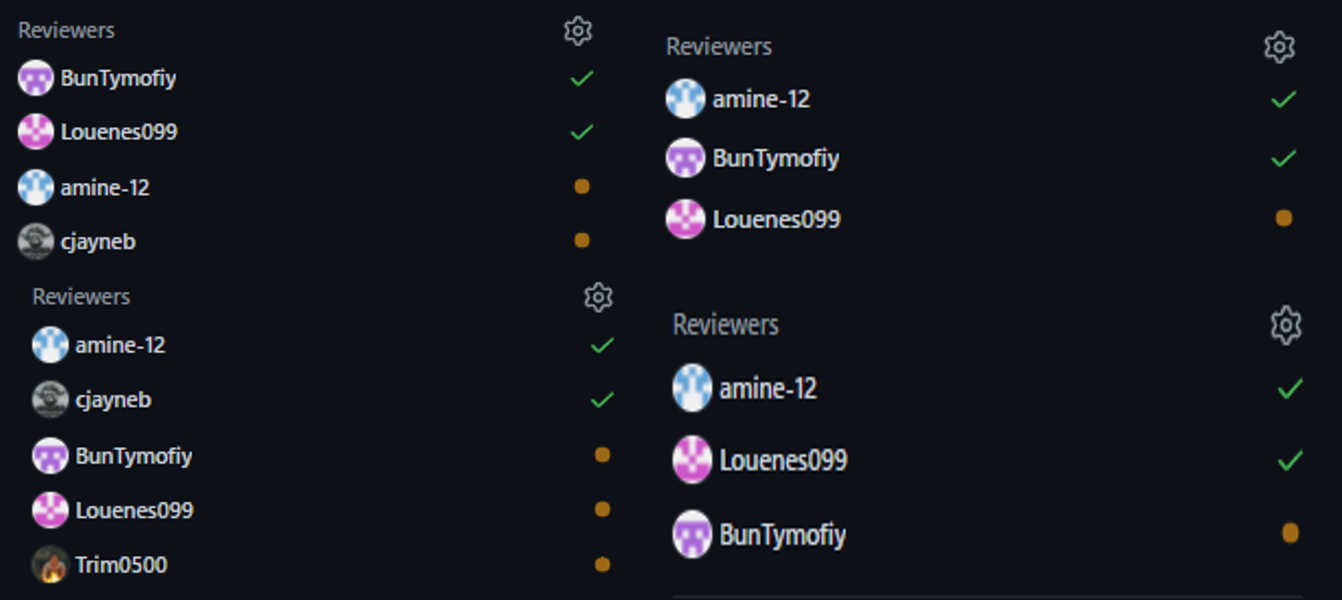 Reviewers
BunTymofiy
Louenes099
amine-12
cjayneb
Reviewers
amine-12
BunTymofiy
Louenes099
Reviewers
amine-12
cjayneb
BunTymofiy
Louenes099
Trim0500
Reviewers
amine-12
Louenes099
BunTymofiy